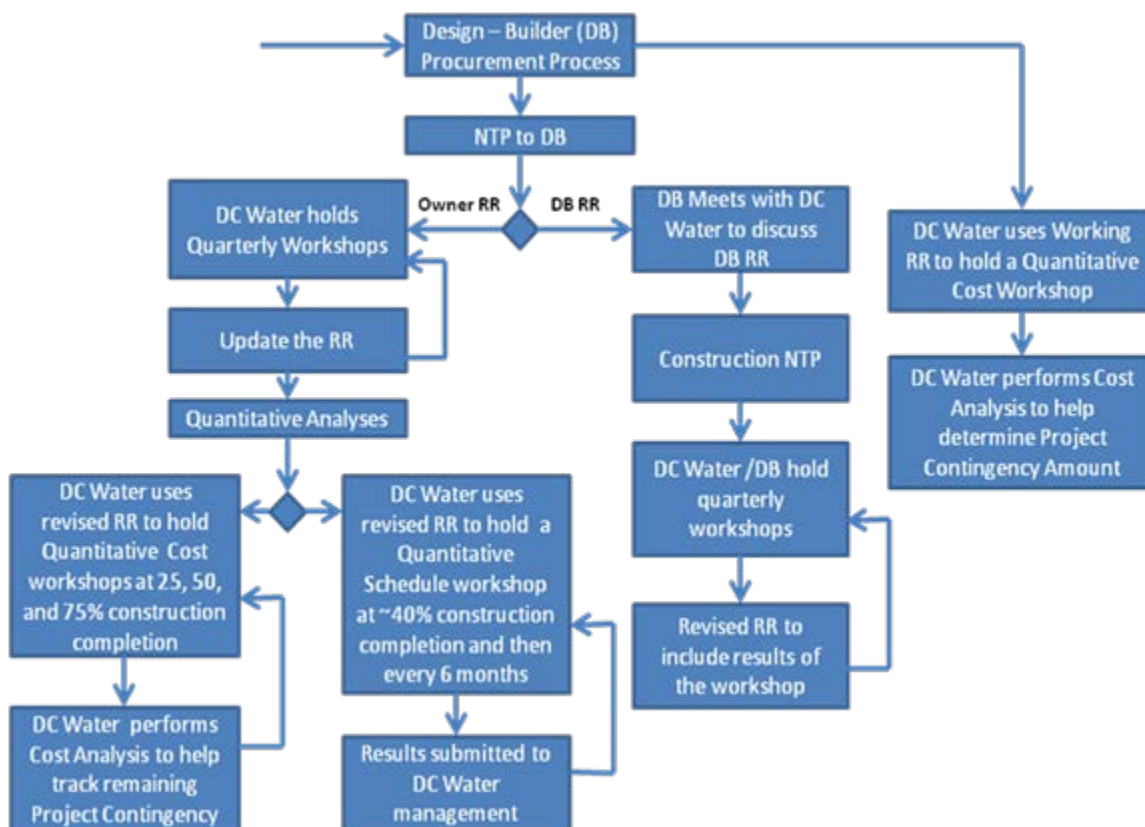 Design – Builder (DB)
Procurement Process
NTP to DB
Owner RR
DB RR
DC Water holds
Quarterly Workshops
Update the RR
Quantitative Analyses
DC Water uses
revised RR to hold
Quantitative Cost
workshops at 25, 50,
and 75% construction
completion
DC Water performs
Cost Analysis to help
track remaining
Project Contingency
DC Water uses
revised RR to hold a
Quantitative
Schedule workshop
at ~40% construction
completion and then
every 6 months
Results submitted to
DC Water
management
DB Meets with DC
Water to discuss
DB RR
Construction NTP
DC Water /DB hold
quarterly
workshops
Revised RR to
include results of
the workshop
DC Water uses Working
RR to hold a Quantitative
Cost Workshop
DC Water performs Cost
Analysis to help
determine Project
Contingency Amount